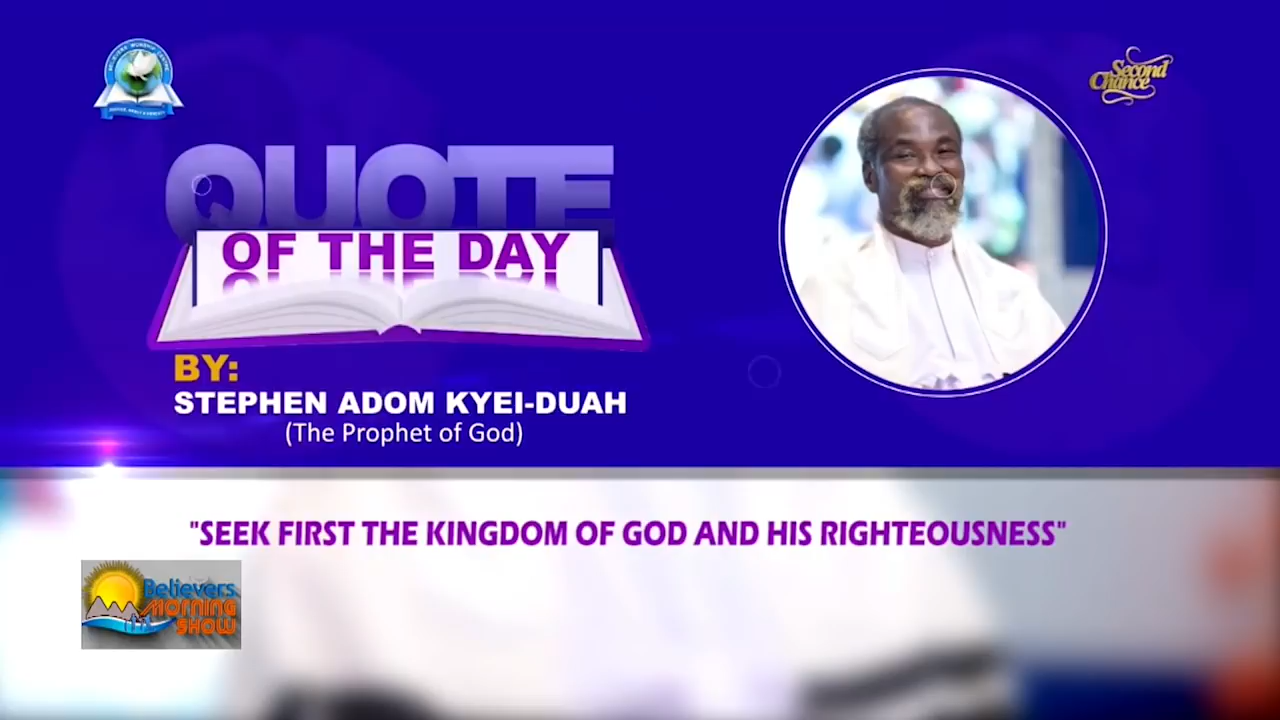 Second
Chance
QUOTE
OF THE DAY
BY:
STEPHEN ADOM KYEI-DUAH
(The Prophet of God)
"SEEK FIRST THE KINGDOM OF GOD AND HIS RIGHTEOUSNESS"
Believers
MORNING
SHOW